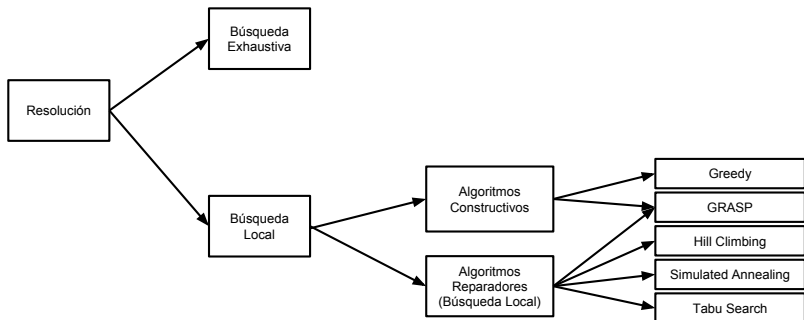 Búsqueda
Exhaustiva
Resolución
Búsqueda
Local
Algoritmos
Constructivos
Algoritmos
Reparadores
(Búsqueda Local)
Greedy
GRASP
Hill Climbing
Simulated Annealing
Tabu Search